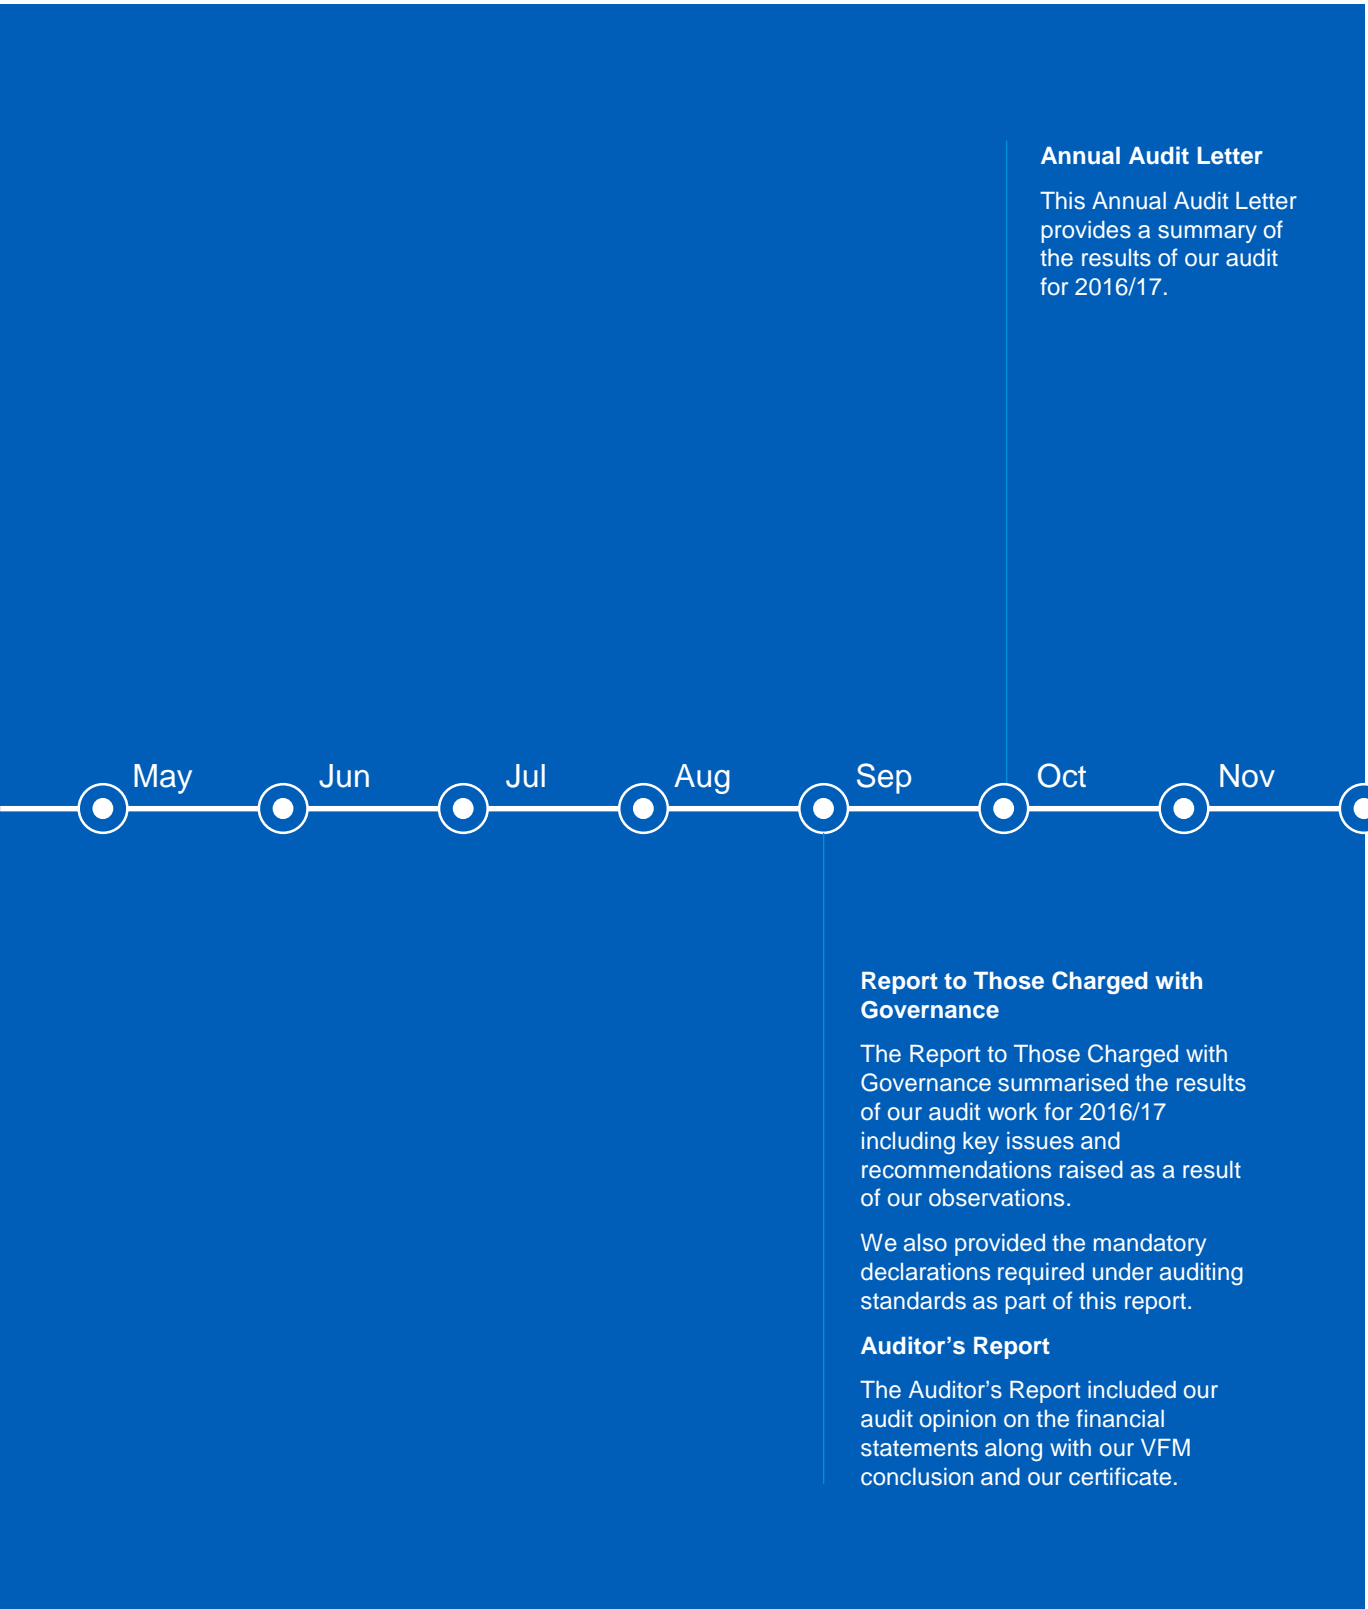 Annual Audit Letter
This Annual Audit Letter
provides a summary of
the results of our audit
for 2016/17.
May
Jun
Jul
Aug
Sep
Oct
Nov
Report to Those Charged with
Governance
The Report to Those Charged with
Governance summarised the results
of our audit work for 2016/17
including key issues and
recommendations raised as a result
of our observations.
We also provided the mandatory
declarations required under auditing
standards as part of this report.
Auditor’s Report
The Auditor’s Report included our
audit opinion on the financial
statements along with our VFM
conclusion and our certificate.